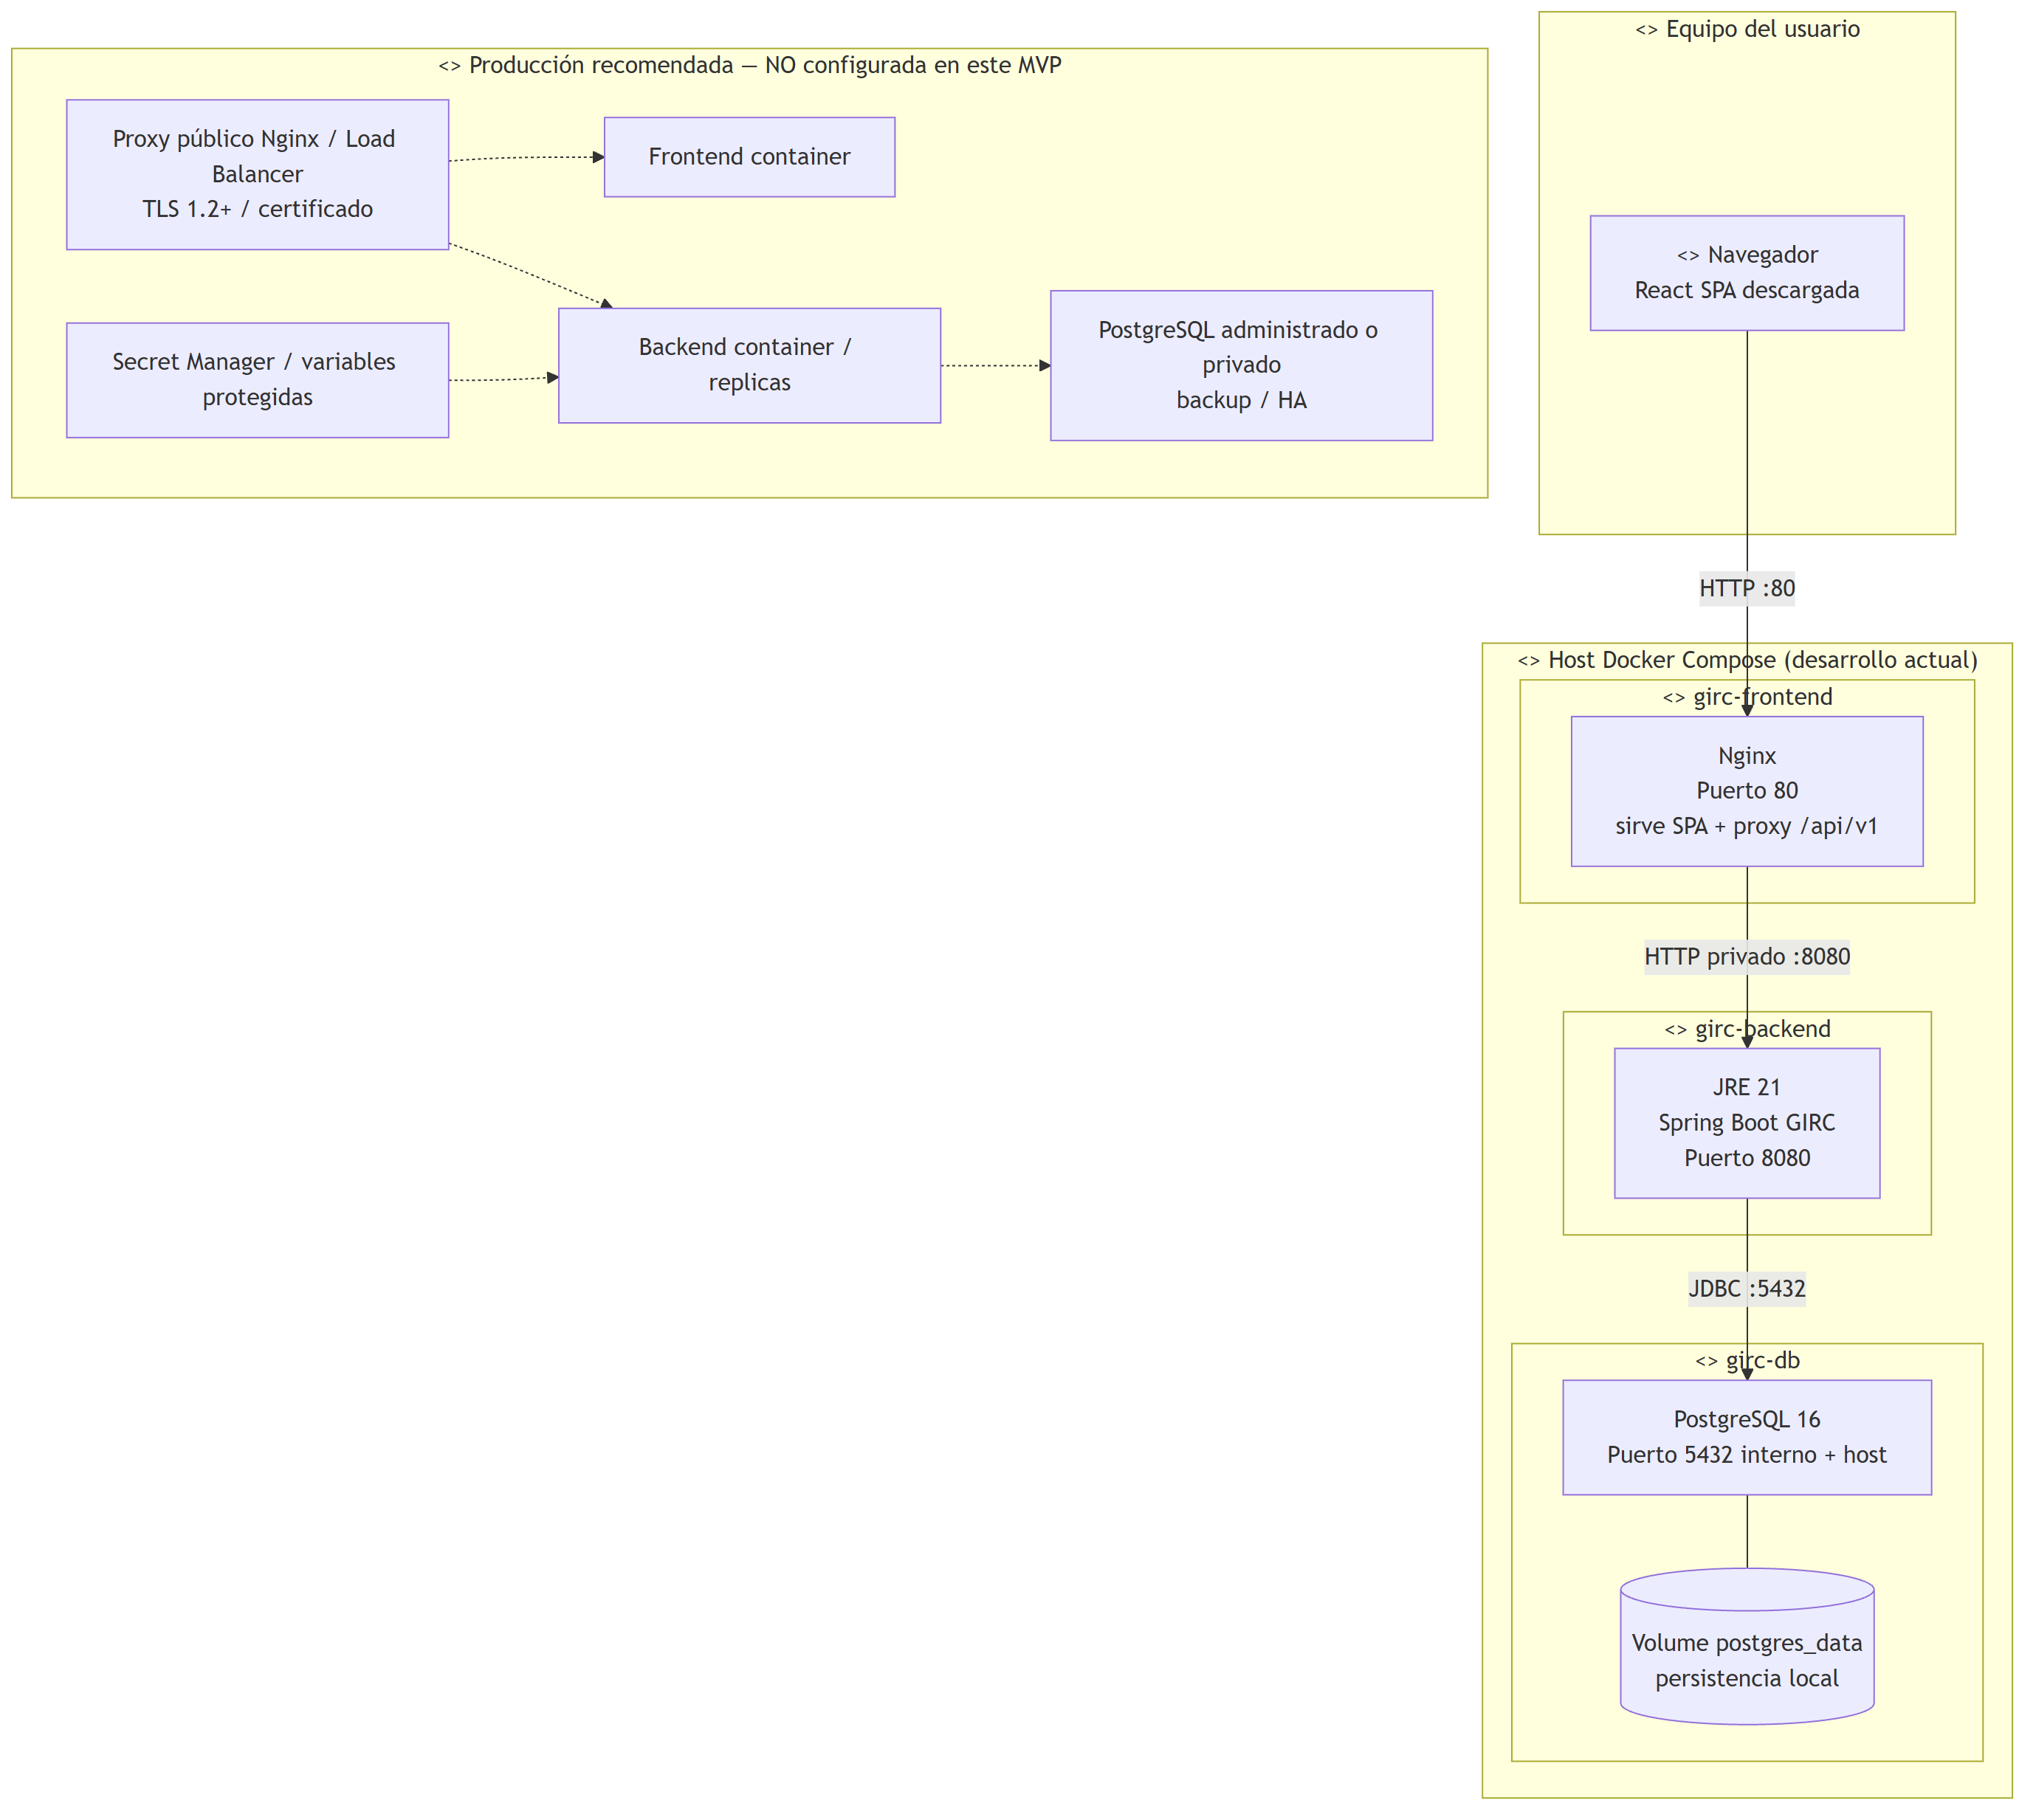 <> Producción recomendada — NO configurada en este MVP
Proxy público Nginx / Load
Balancer
TLS 1.2+ / certificado
Frontend container
Secret Manager / variables
protegidas
Backend container /
replicas
PostgreSQL administrado o
privado
backup / HA
<> Equipo del usuario
<> Navegador
React SPA descargada
HTTP :80
<> Host Docker Compose (desarrollo actual)
<> girc-frontend
Nginx
Puerto 80
sirve SPA + proxy /api/v1
HTTP privado :8080
<> girc-backend
JRE 21
Spring Boot GIRC
Puerto 8080
JDBC :5432
<> girc-db
PostgreSQL 16
Puerto 5432 interno + host
Volume postgres_data
persistencia local